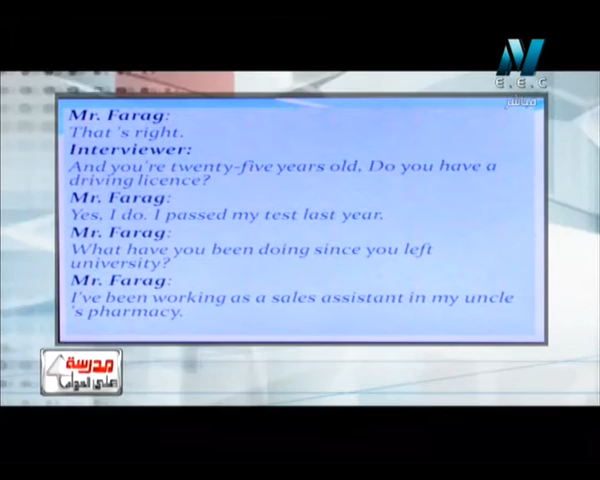 E.E.C
مباشر
Mr. Farag:
That 's right.
Interviewer:
And you're twenty-five years old. Do you have a
driving licence?
Mr. Farag:
Yes, I do. I passed my test last year.
Mr. Farag:
What have you been doing since you left
university?
Mr. Farag:
I've been working as a sales assistant in my uncle
's pharmacy.
مدرسة
على الهواء